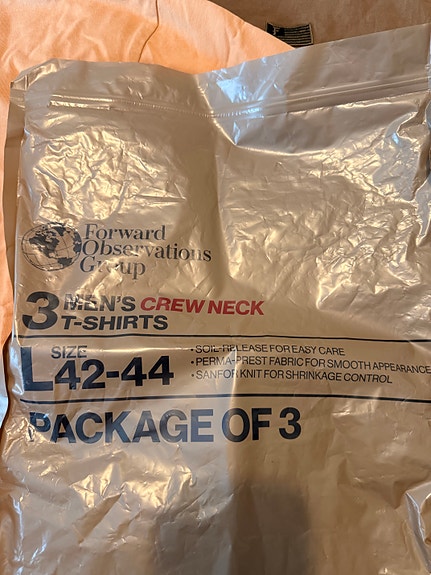 Forward
Observations
Group
3 MEN'S CREW NECK
T-SHIRTS
L SIZE
42-44
• SOIL-RELEASE FOR EASY CARE
• PERMA-PREST FABRIC FOR SMOOTH APPEARANCE
• SANFOR KNIT FOR SHRINKAGE CONTROL
PACKAGE OF 3